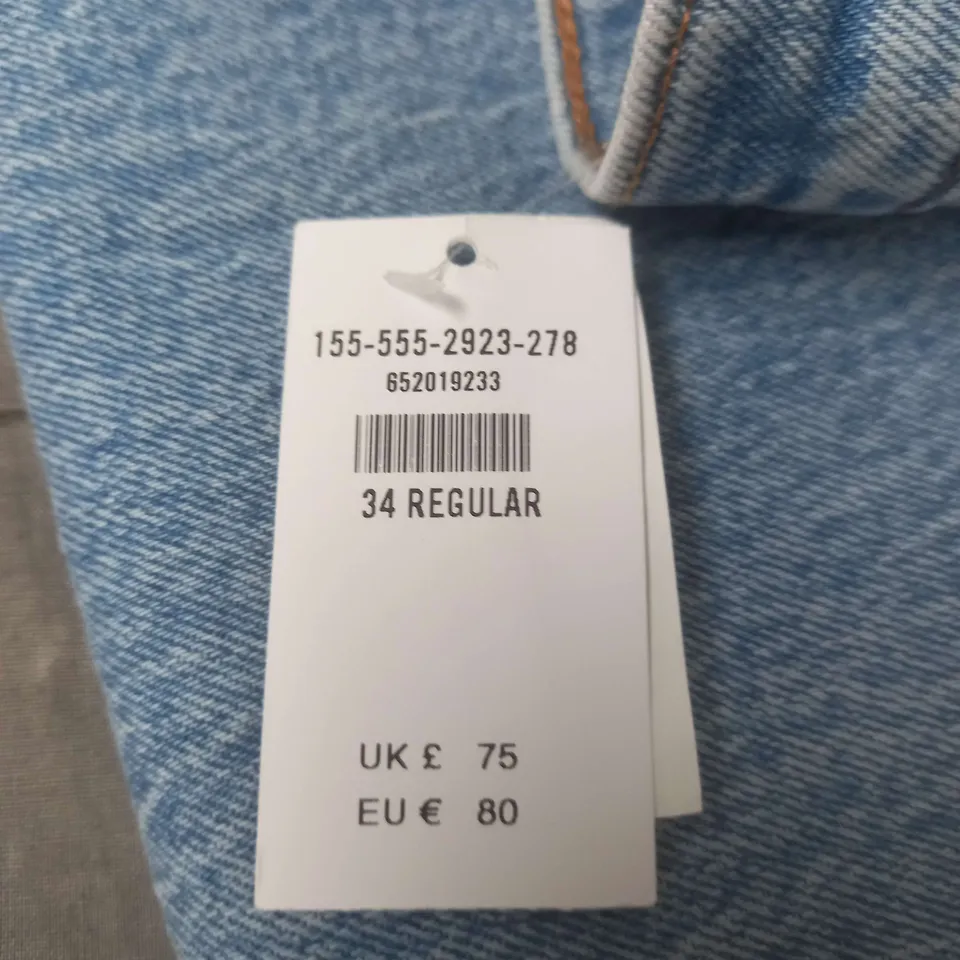 155-555-2923-278
652019233
34 REGULAR
UK £ 75
EU € 80